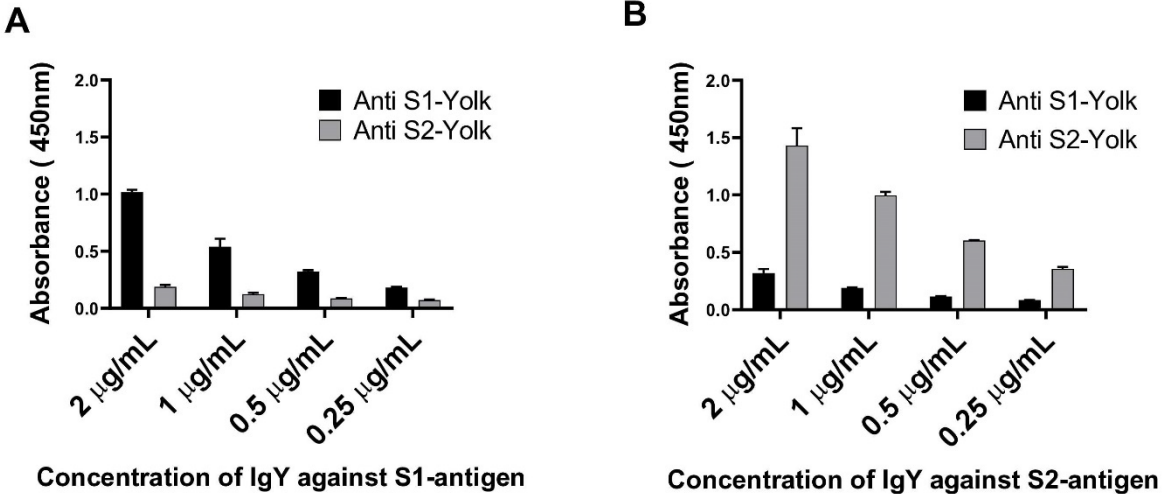 A
Absorbance ( 450nm)
2.0
1.5
1.0
0.5
0.0
Anti S1-Yolk
Anti S2-Yolk
2 μg/mL
1 μg/mL
0.5 μg/mL
0.25 μg/mL
Concentration of IgY against S1-antigen
B
Absorbance ( 450nm)
2.0
1.5
1.0
0.5
0.0
Anti S1-Yolk
Anti S2-Yolk
2 μg/mL
1 μg/mL
0.5 μg/mL
0.25 μg/mL
Concentration of IgY against S2-antigen